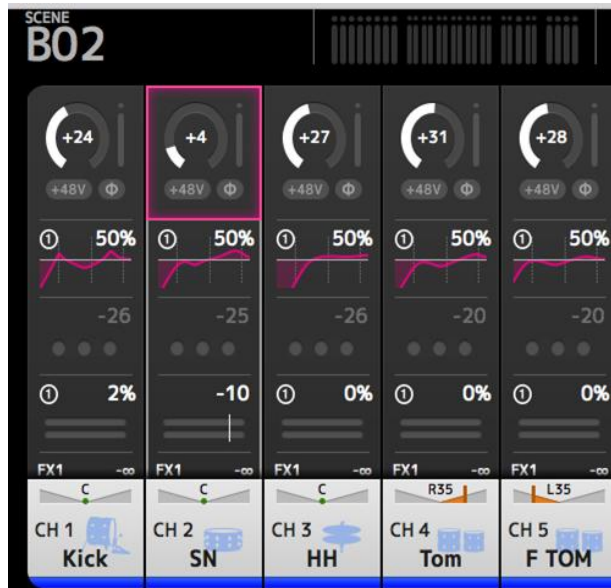 SCENE
B02
+24 +4 +27 +31 +28
+48V Φ +48V Φ +48V Φ +48V Φ +48V Φ
1 50% 1 50% 1 50% 1 50% 1 50%
-26 -25 -26 -20 -20
1 2% -10 1 0% 1 0% 1 0%
FX1 -∞ FX1 -∞ FX1 -∞ FX1 -∞ FX1 -∞
C C C R35 L35
CH 1 CH 2 CH 3 CH 4 CH 5
Kick SN HH Tom F TOM